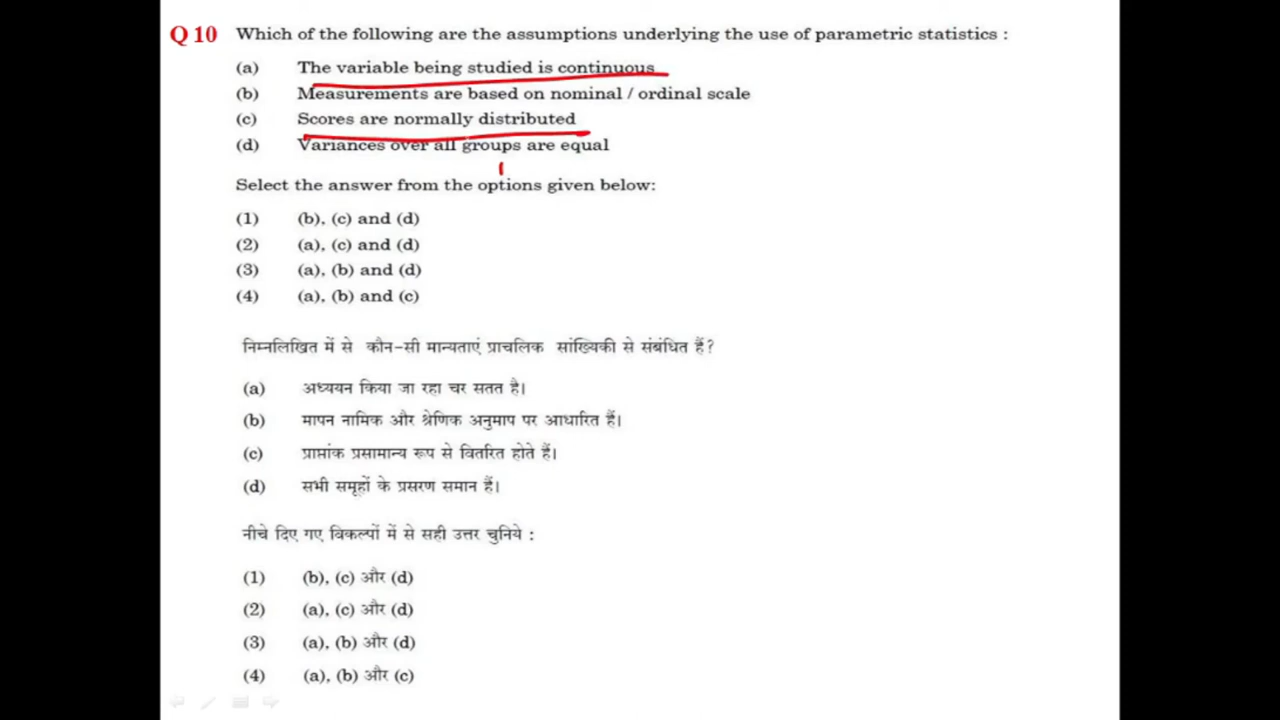 Q 10 Which of the following are the assumptions underlying the use of parametric statistics :
(a) The variable being studied is continuous
(b) Measurements are based on nominal / ordinal scale
(c) Scores are normally distributed
(d) Variances over all groups are equal
Select the answer from the options given below:
(1) (b), (c) and (d)
(2) (a), (c) and (d)
(3) (a), (b) and (d)
(4) (a), (b) and (c)
निम्नलिखित में से कौन-सी मान्यताएं प्राचलिक सांख्यिकी से संबंधित हैं?
(a) अध्ययन किया जा रहा चर सतत है।
(b) मापन नामिक और श्रेणिक अनुमाप पर आधारित हैं।
(c) प्राप्तांक प्रसामान्य रूप से वितरित होते हैं।
(d) सभी समूहों के प्रसरण समान हैं।
नीचे दिए गए विकल्पों में से सही उत्तर चुनिये :
(1) (b), (c) और (d)
(2) (a), (c) और (d)
(3) (a), (b) और (d)
(4) (a), (b) और (c)